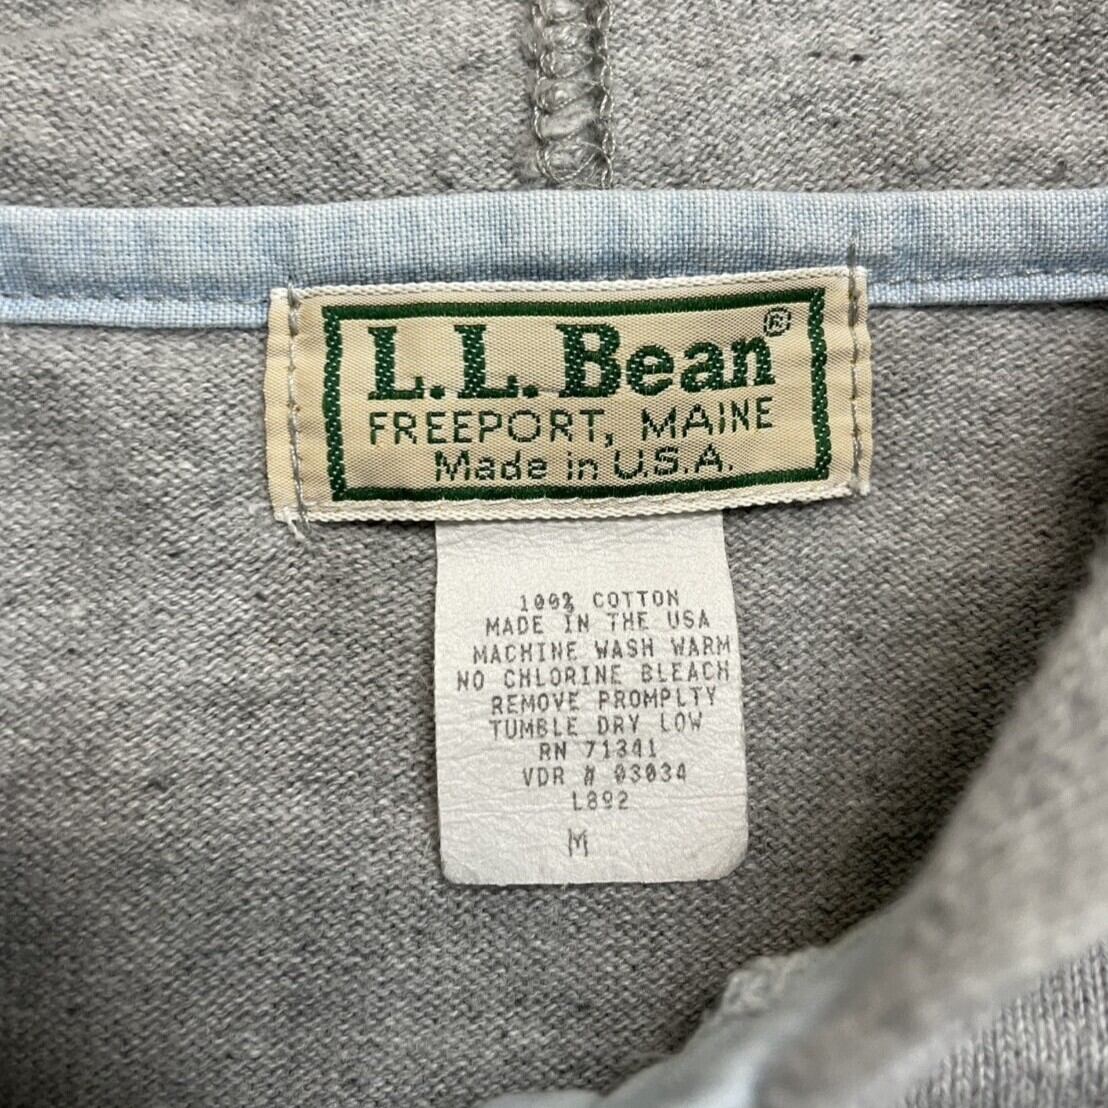 L.L.Bean®
FREEPORT, MAINE
Made in U.S.A.
100% COTTON
MADE IN THE USA
MACHINE WASH WARM
NO CHLORINE BLEACH
REMOVE PROMPLTY
TUMBLE DRY LOW
RN 71341
VDR # 03034
L892
M